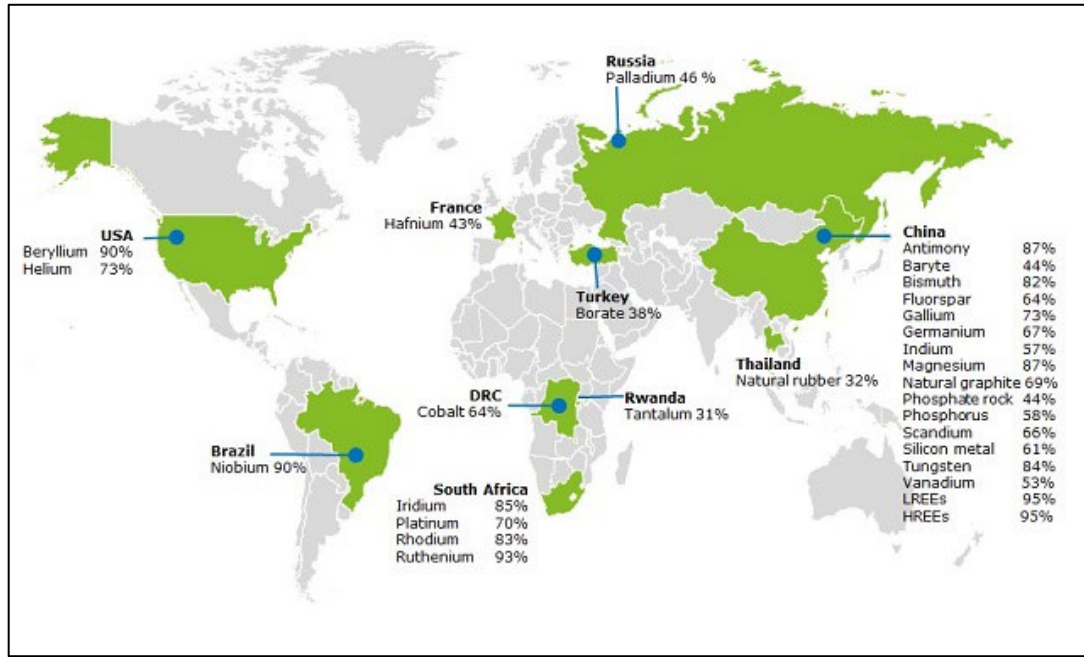 Russia
Palladium 46 %
France
Hafnium 43%
USA
Beryllium 90%
Helium 73%
China
Antimony 87%
Baryte 44%
Bismuth 82%
Fluorspar 64%
Gallium 73%
Germanium 67%
Indium 57%
Magnesium 87%
Natural graphite 69%
Phosphate rock 44%
Phosphorus 58%
Scandium 66%
Silicon metal 61%
Tungsten 84%
Vanadium 53%
LREEs 95%
HREEs 95%
Turkey
Borate 38%
Thailand
Natural rubber 32%
DRC
Cobalt 64%
Rwanda
Tantalum 31%
Brazil
Niobium 90%
South Africa
Iridium 85%
Platinum 70%
Rhodium 83%
Ruthenium 93%